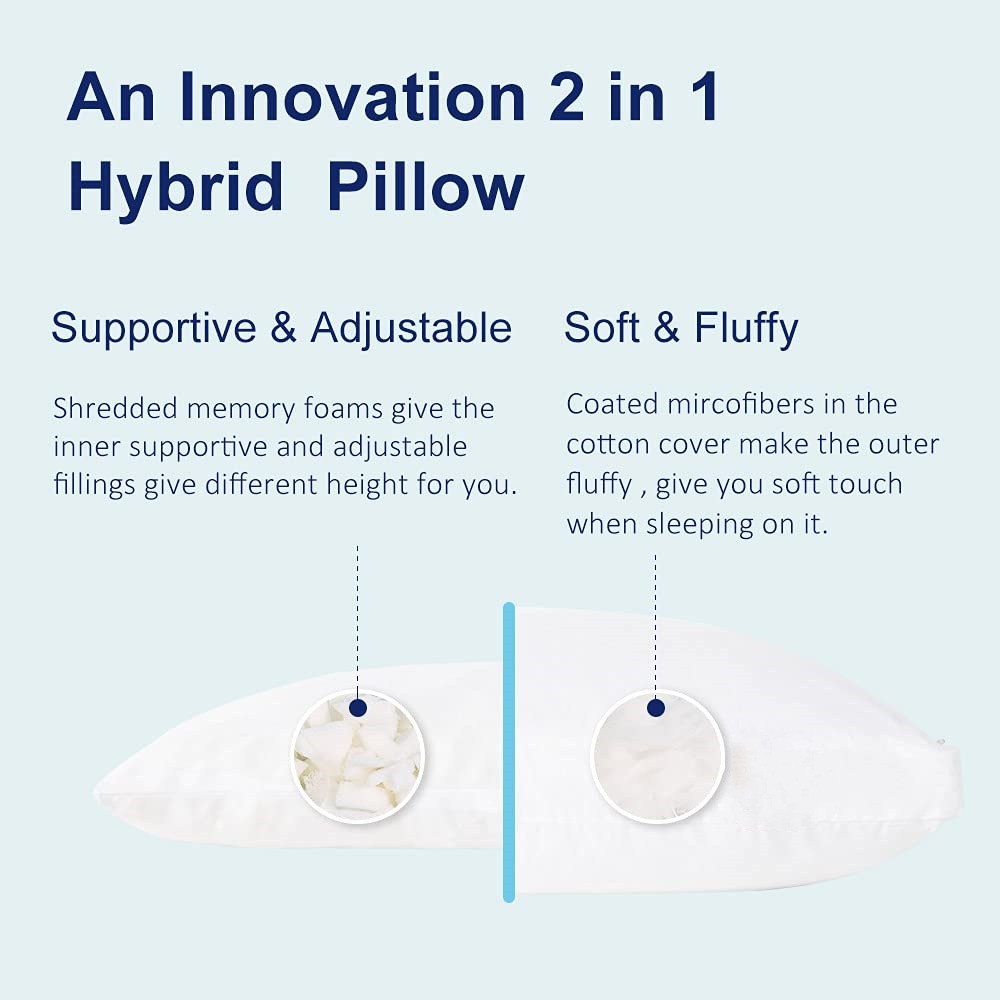 An Innovation 2 in 1
Hybrid Pillow
Supportive & Adjustable
Shredded memory foams give the
inner supportive and adjustable
fillings give different height for you.
Soft & Fluffy
Coated mircofibers in the
cotton cover make the outer
fluffy , give you soft touch
when sleeping on it.